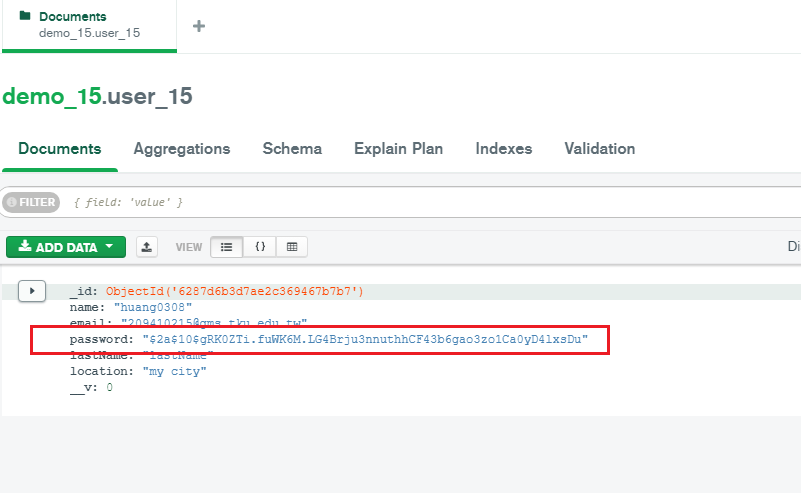 Documents
demo_15.user_15
demo_15.user_15
Documents Aggregations Schema Explain Plan Indexes Validation
FILTER { field: 'value' }
ADD DATA VIEW { } Di
_id: ObjectId('6287d6b3d7ae2c369467b7b7')
name: "huang0308"
email: "209410215@gms.tku.edu.tw"
password: "$2a$10$gRK0ZTi.fuWK6M.LG4Brju3nnuthhCF43b6gao3zo1Ca0yD4lxsDu"
lastName: "lastName"
location: "my city"
__v: 0